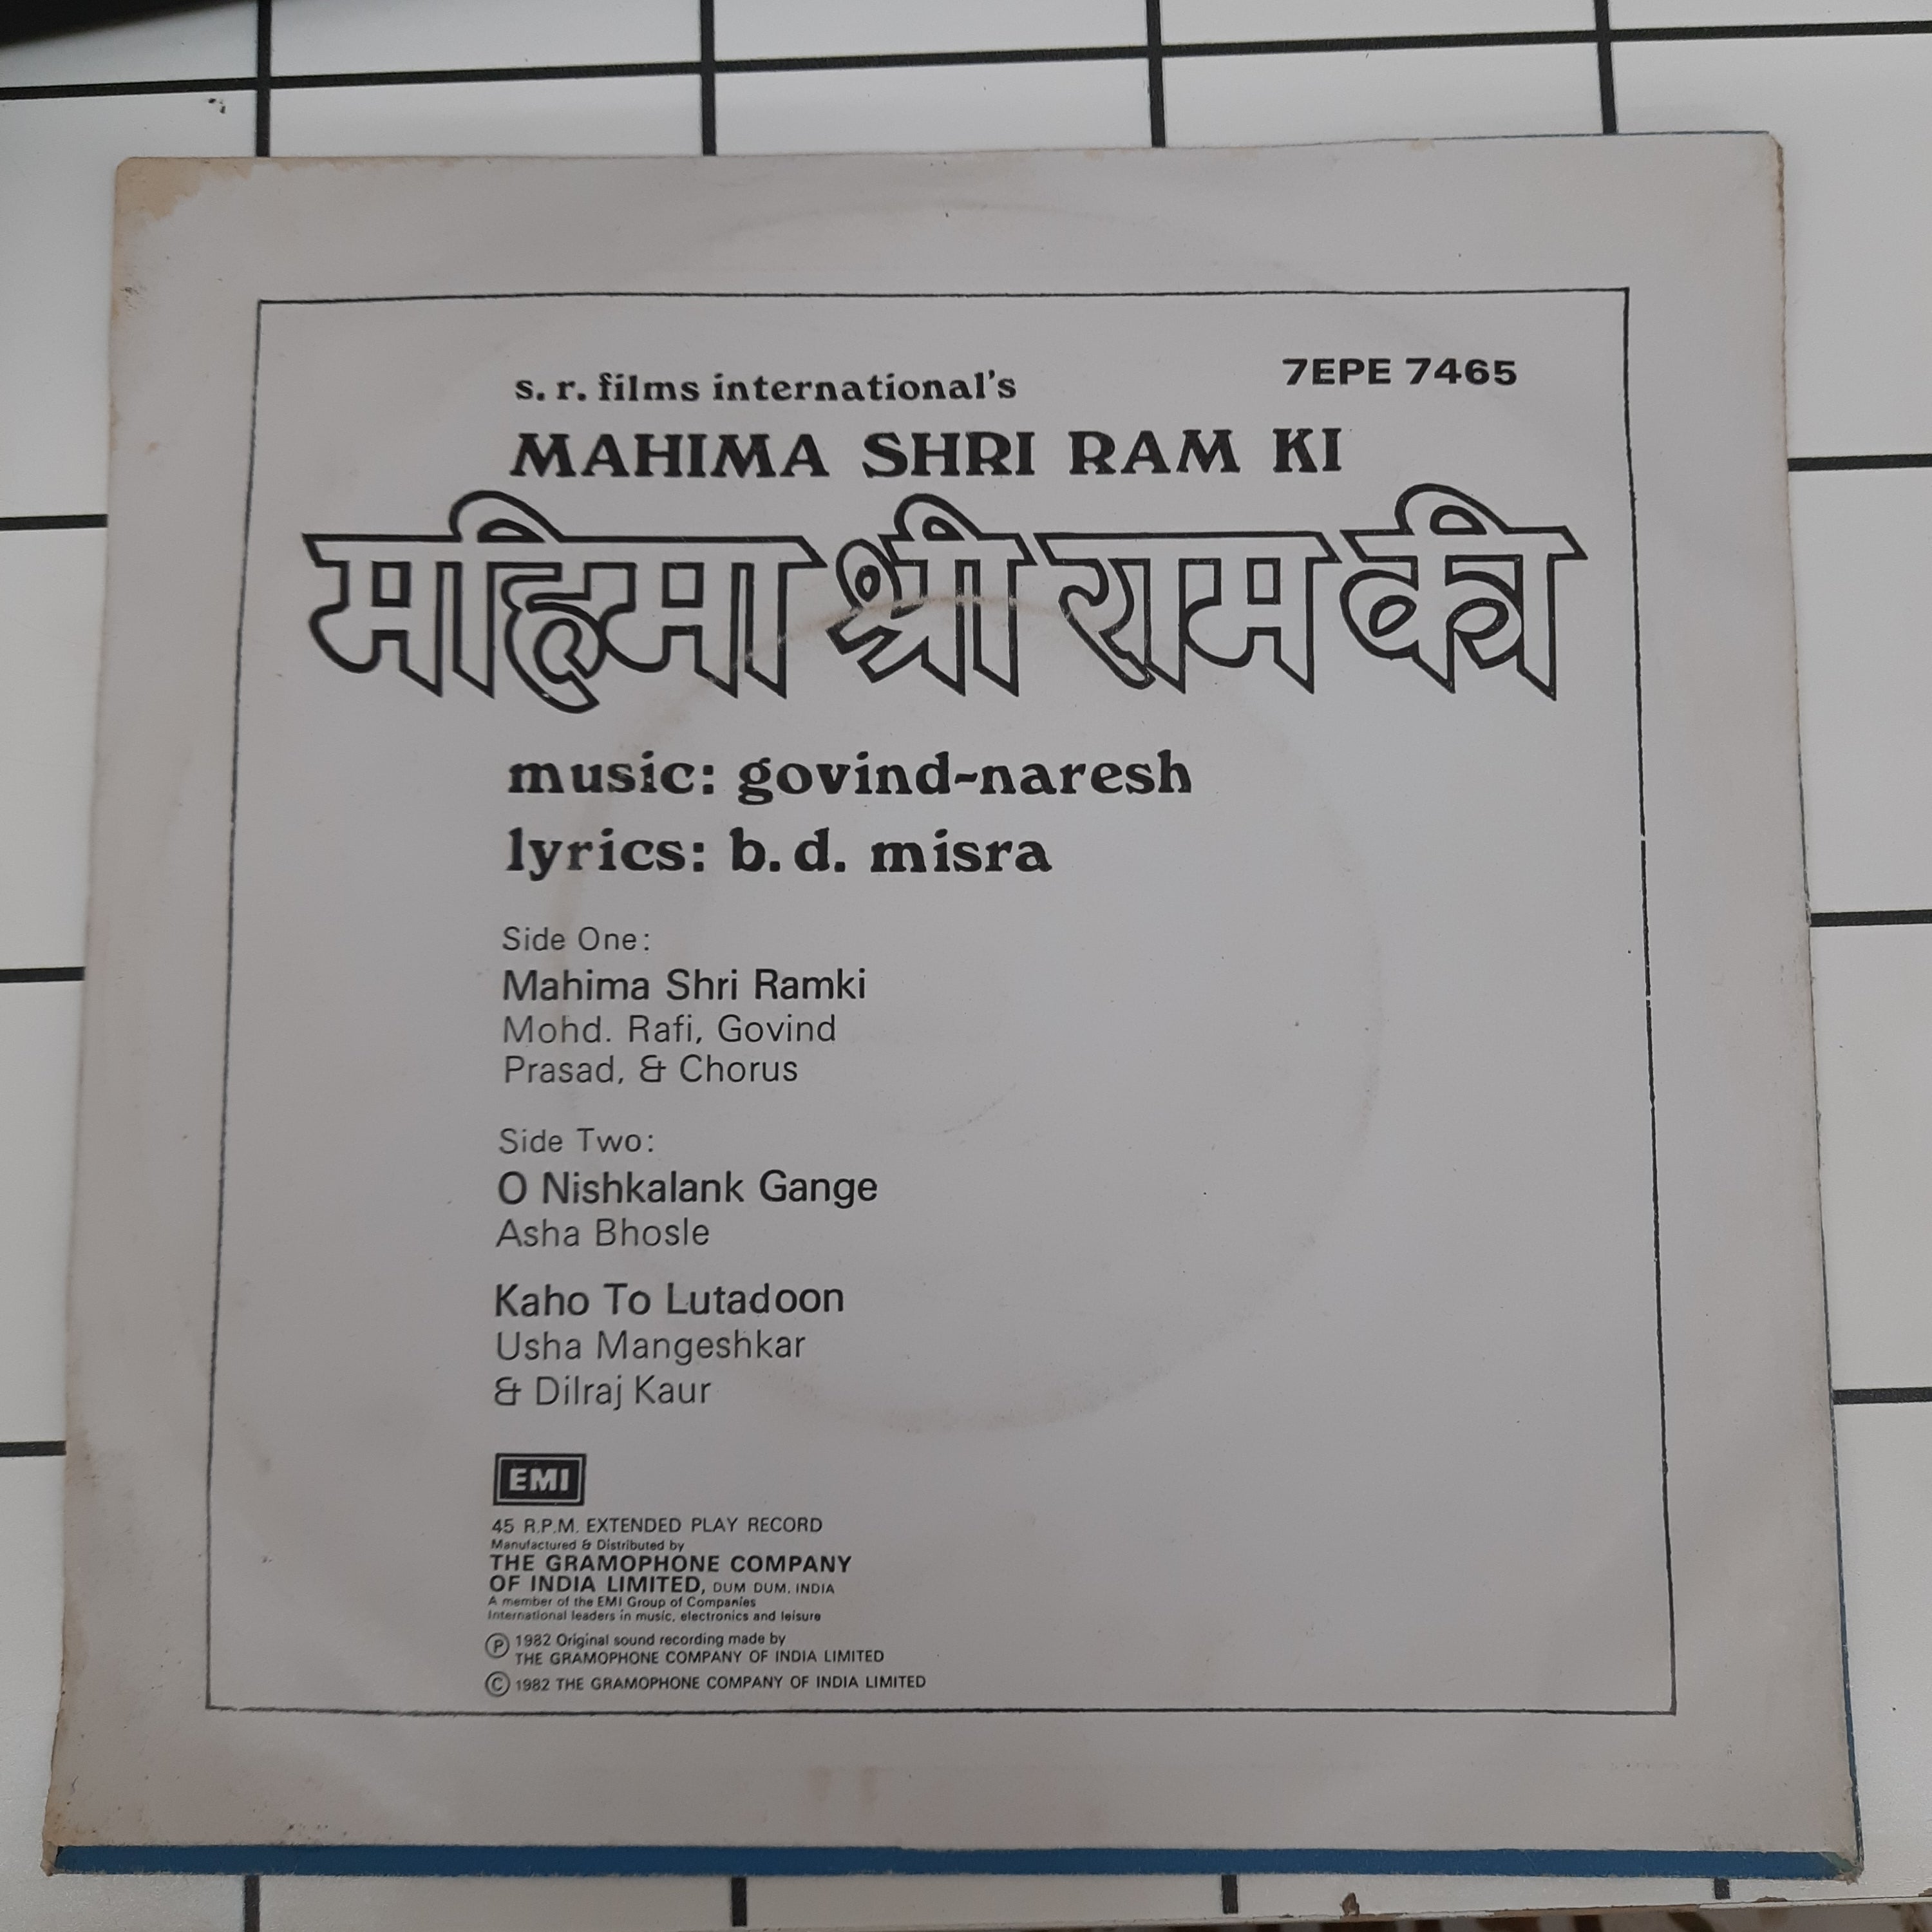 s. r. films international's
7EPE 7465
MAHIMA SHRI RAM KI
महिमा श्री राम की
music: govind-naresh
lyrics: b. d. misra
Side One:
Mahima Shri Ramki
Mohd. Rafi, Govind
Prasad, & Chorus
Side Two:
O Nishkalank Gange
Asha Bhosle
Kaho To Lutadoon
Usha Mangeshkar
& Dilraj Kaur
EMI
45 R.P.M. EXTENDED PLAY RECORD
Manufactured & Distributed by
THE GRAMOPHONE COMPANY
OF INDIA LIMITED, DUM DUM. INDIA
A member of the EMI Group of Companies
International leaders in music, electronics and leisure
Ⓟ 1982 Original sound recording made by
THE GRAMOPHONE COMPANY OF INDIA LIMITED
© 1982 THE GRAMOPHONE COMPANY OF INDIA LIMITED